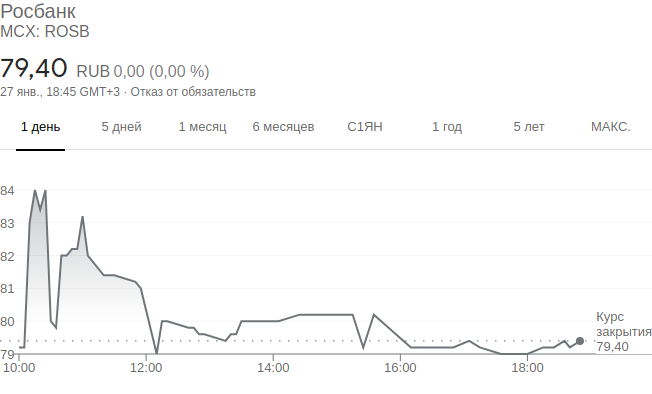 Росбанк
MCX: ROSB
79,40 RUB 0,00 (0,00 %)
27 янв., 18:45 GMT+3 · Отказ от обязательств
1 день 5 дней 1 месяц 6 месяцев С1ЯН 1 год 5 лет МАКС.
84
83
82
81
80
79
Курс
закрытия
79,40
10:00 12:00 14:00 16:00 18:00